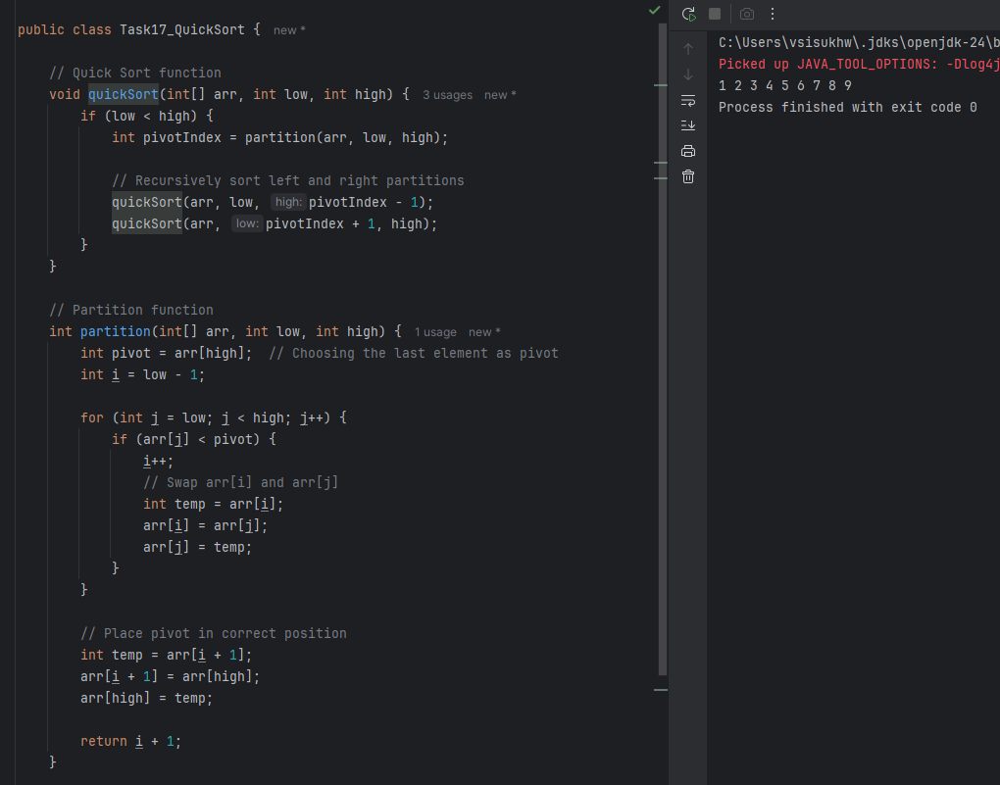 public class Task17_QuickSort { new *
// Quick Sort function
void quickSort(int[] arr, int low, int high) { 3 usages new *
if (low < high) {
int pivotIndex = partition(arr, low, high);
// Recursively sort left and right partitions
quickSort(arr, low, high: pivotIndex - 1);
quickSort(arr, low: pivotIndex + 1, high);
}
}
// Partition function
int partition(int[] arr, int low, int high) { 1 usage new *
int pivot = arr[high]; // Choosing the last element as pivot
int i = low - 1;
for (int j = low; j < high; j++) {
if (arr[j] < pivot) {
i++;
// Swap arr[i] and arr[j]
int temp = arr[i];
arr[i] = arr[j];
arr[j] = temp;
}
}
// Place pivot in correct position
int temp = arr[i + 1];
arr[i + 1] = arr[high];
arr[high] = temp;
return i + 1;
}
C:\Users\vsisukhw\.jdks\openjdk-24\b
Picked up JAVA_TOOL_OPTIONS: -Dlog4j
1 2 3 4 5 6 7 8 9
Process finished with exit code 0